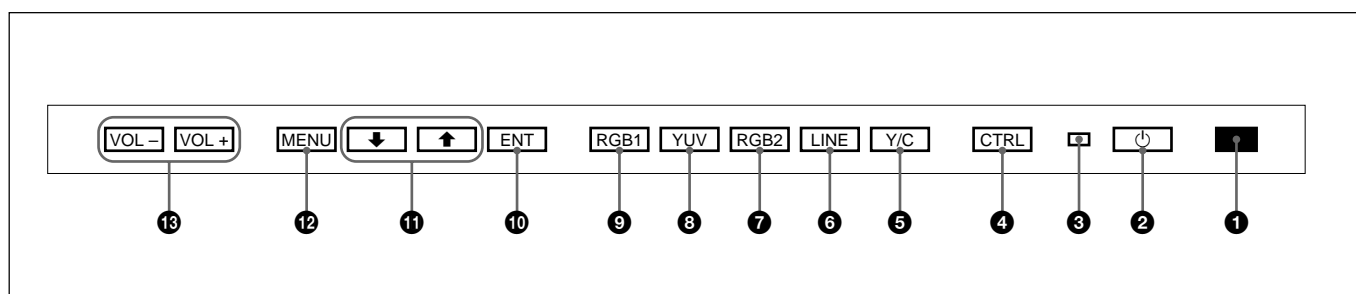 VOL – VOL + MENU ENT RGB1 YUV RGB2 LINE Y/C CTRL
13 12 11 10 9 8 7 6 5 4 3 2 1